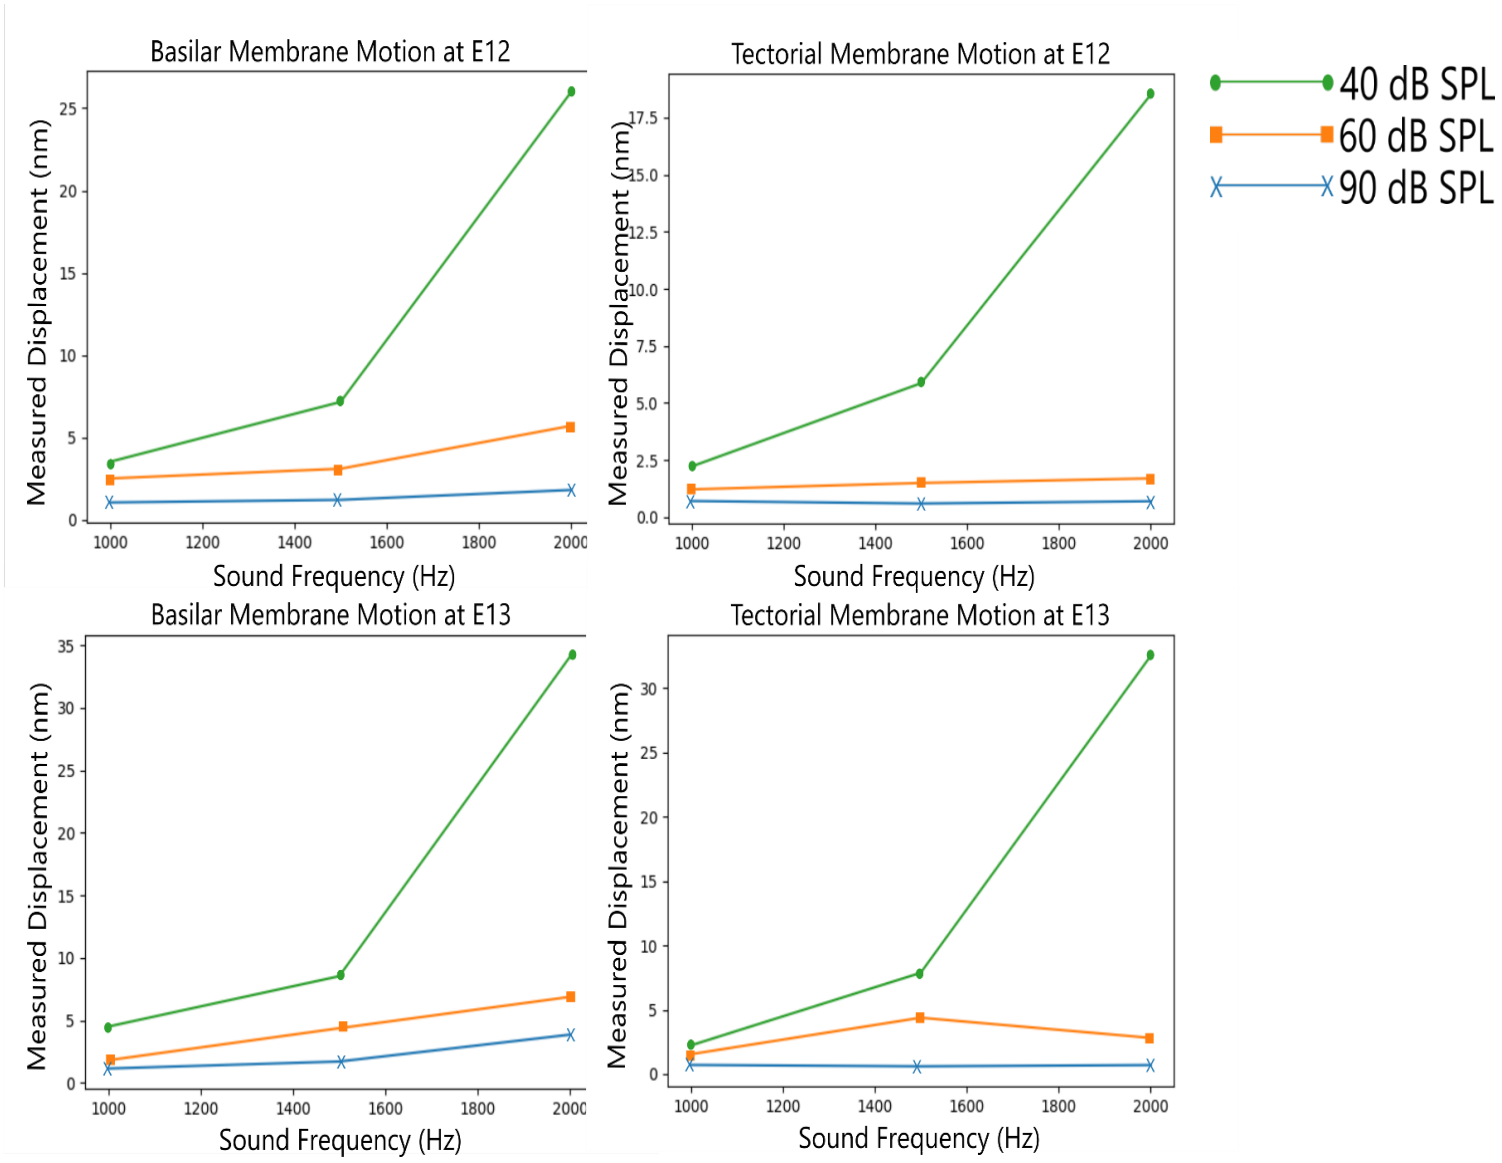 Basilar Membrane Motion at E12
Measured Displacement (nm)
25
20
15
10
5
0
1000 1200 1400 1600 1800 2000
Sound Frequency (Hz)
Tectorial Membrane Motion at E12
Measured Displacement (nm)
17.5
15.0
12.5
10.0
7.5
5.0
2.5
0.0
1000 1200 1400 1600 1800 2000
Sound Frequency (Hz)
40 dB SPL
60 dB SPL
90 dB SPL
Basilar Membrane Motion at E13
Measured Displacement (nm)
35
30
25
20
15
10
5
0
1000 1200 1400 1600 1800 2000
Sound Frequency (Hz)
Tectorial Membrane Motion at E13
Measured Displacement (nm)
30
25
20
15
10
5
0
1000 1200 1400 1600 1800 2000
Sound Frequency (Hz)